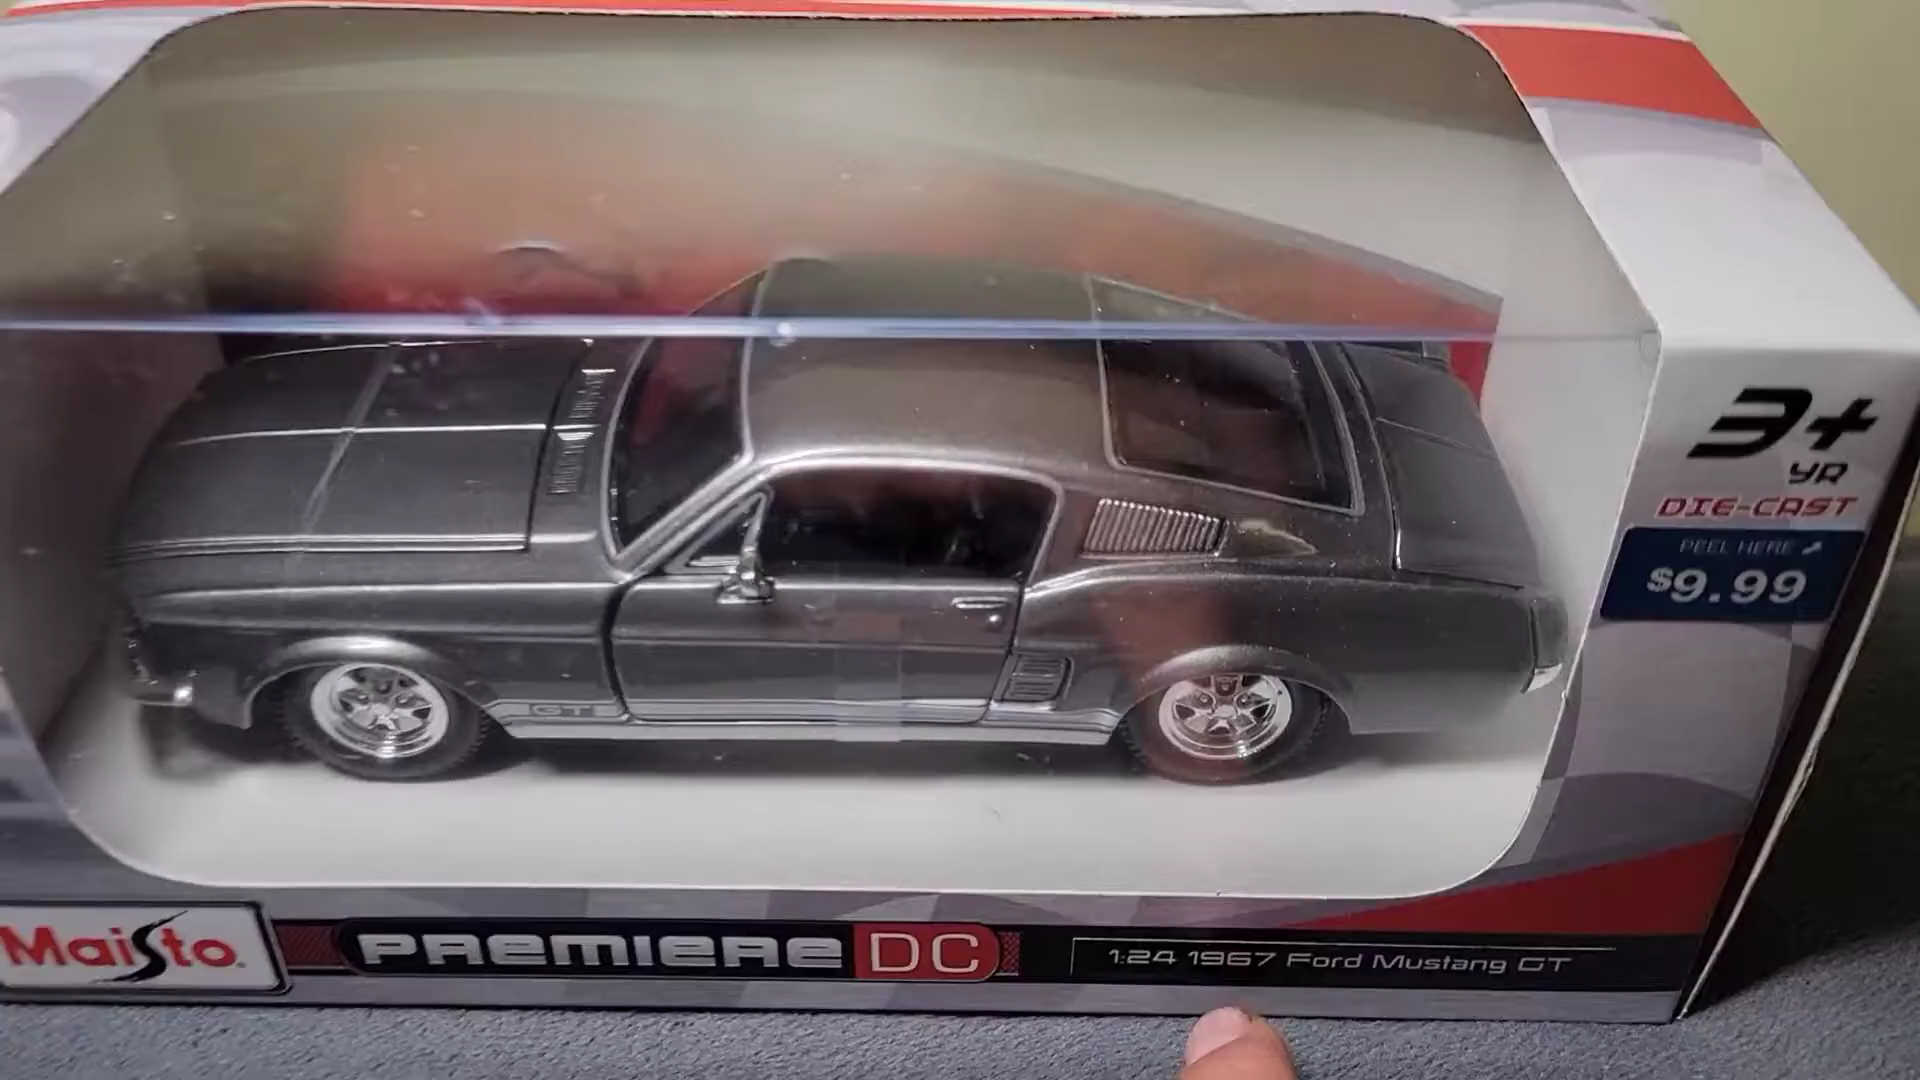 3+
YR
DIE-CAST
PEEL HERE
$9.99
GT
Maisto
PREMIERE DC
1:24 1967 Ford Mustang GT